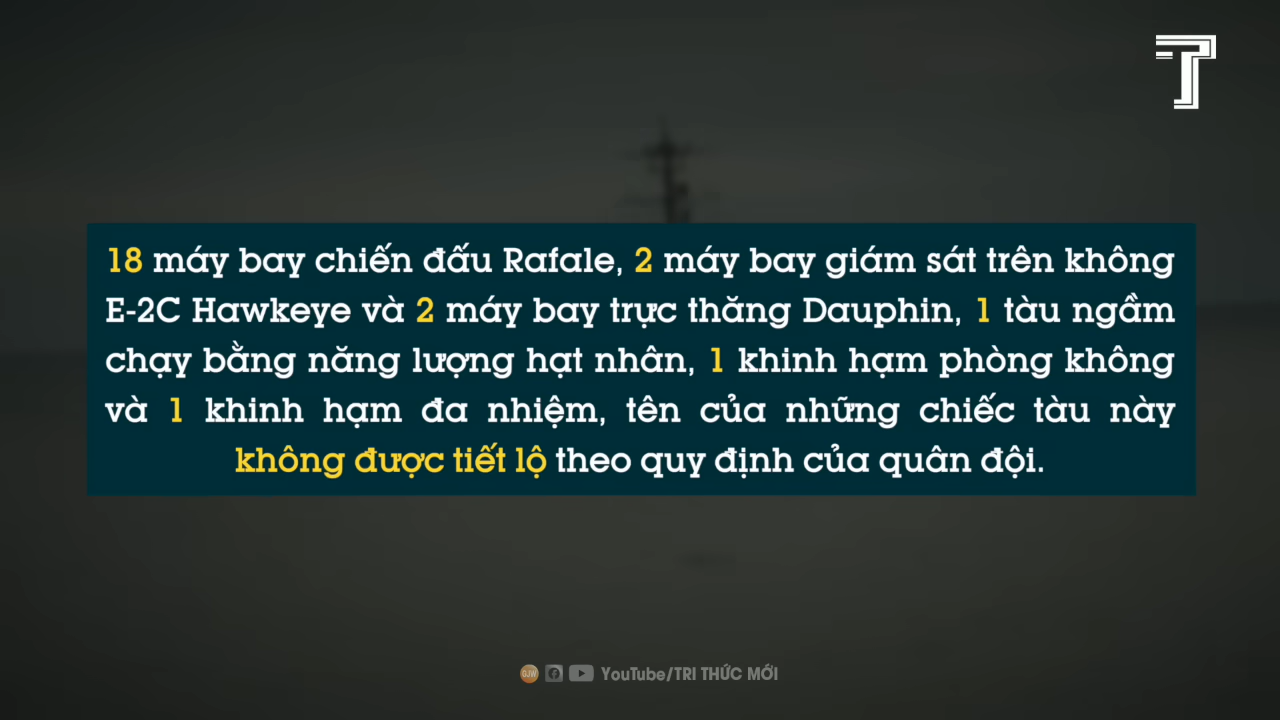 18 máy bay chiến đấu Rafale, 2 máy bay giám sát trên không
E-2C Hawkeye và 2 máy bay trực thăng Dauphin, 1 tàu ngầm
chạy bằng năng lượng hạt nhân, 1 khinh hạm phòng không
và 1 khinh hạm đa nhiệm, tên của những chiếc tàu này
không được tiết lộ theo quy định của quân đội.
YouTube/TRI THỨC MỚI